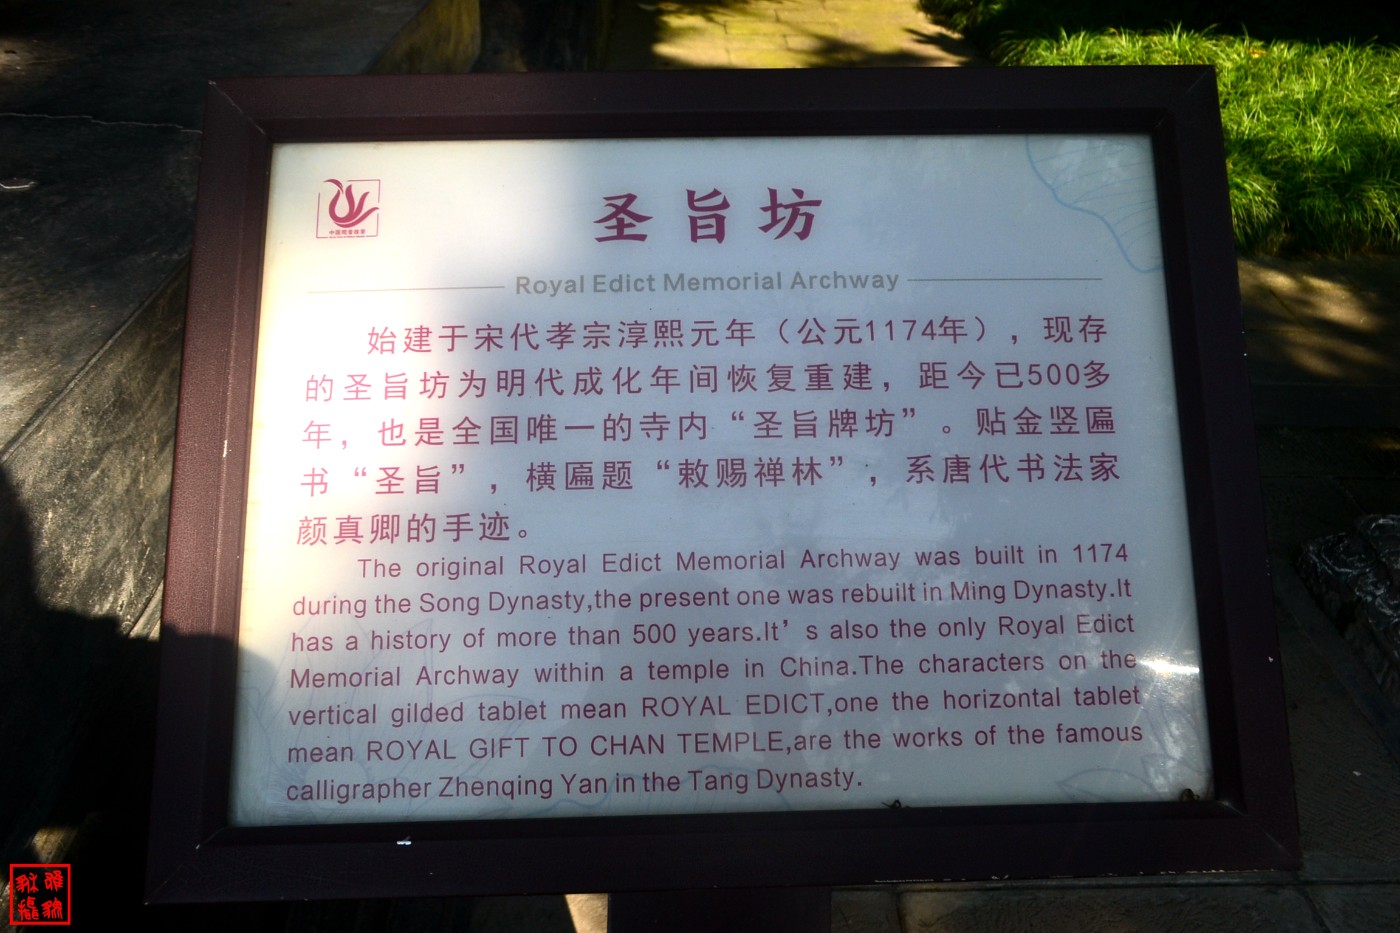 圣旨坊
Royal Edict Memorial Archway
始建于宋代孝宗淳熙元年（公元1174年），现存
的圣旨坊为明代成化年间恢复重建，距今已500多
年，也是全国唯一的寺内“圣旨牌坊”。贴金竖匾
书“圣旨”，横匾题“敕赐禅林”，系唐代书法家
颜真卿的手迹。
The original Royal Edict Memorial Archway was built in 1174
during the Song Dynasty,the present one was rebuilt in Ming Dynasty.It
has a history of more than 500 years.It’s also the only Royal Edict
Memorial Archway within a temple in China.The characters on the
vertical gilded tablet mean ROYAL EDICT,one the horizontal tablet
mean ROYAL GIFT TO CHAN TEMPLE,are the works of the famous
calligrapher Zhenqing Yan in the Tang Dynasty.